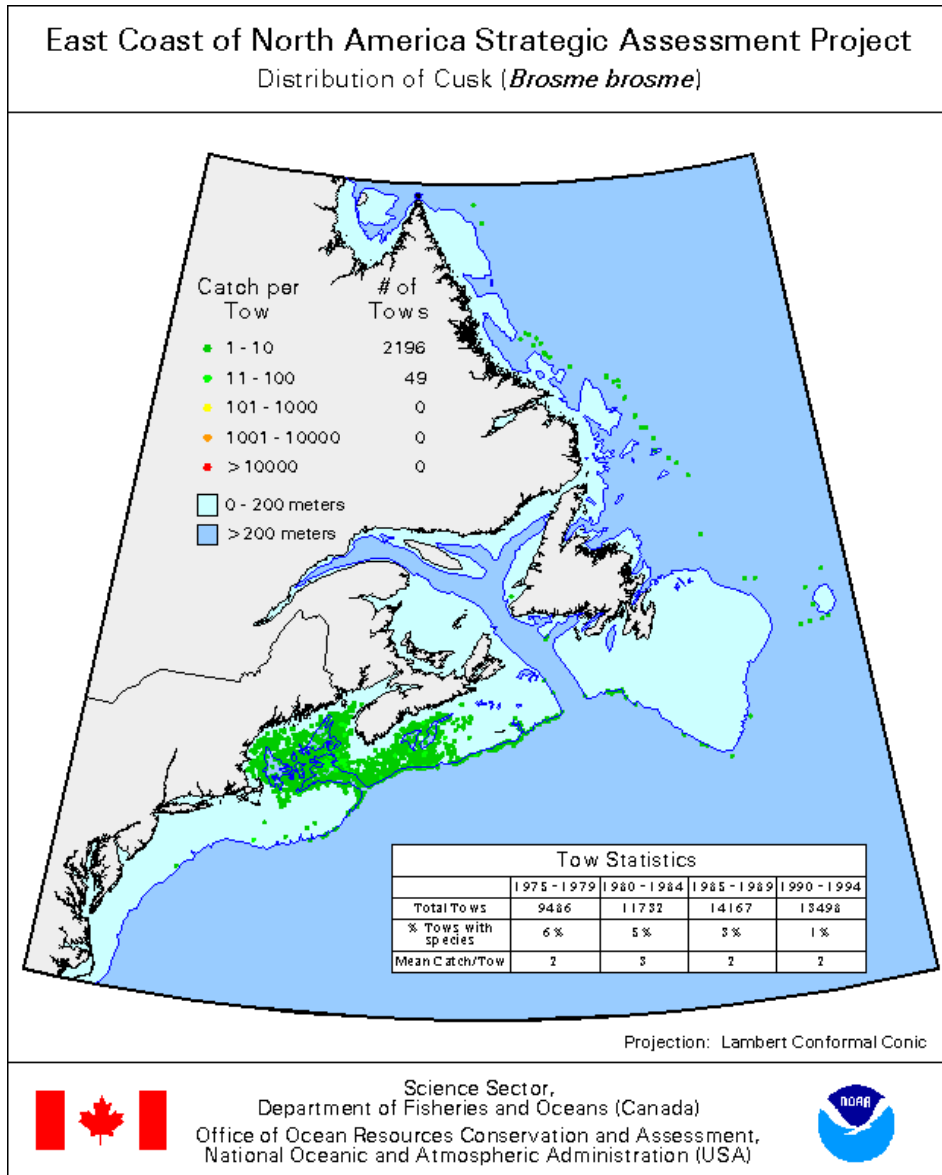 East Coast of North America Strategic Assessment Project
Distribution of Cusk (Brosme brosme)
Catch per Tow # of Tows
1 - 10 2196
11 - 100 49
101 - 1000 0
1001 - 10000 0
> 10000 0
0 - 200 meters
> 200 meters
Tow Statistics
1975 - 1979 1980 - 1984 1985 - 1989 1990 - 1994
Total Tows 9486 11732 14167 13498
% Tows with species 6% 5% 3% 1%
Mean Catch/Tow 2 3 2 2
Projection: Lambert Conformal Conic
Science Sector,
Department of Fisheries and Oceans (Canada)
Office of Ocean Resources Conservation and Assessment,
National Oceanic and Atmospheric Administration (USA)
NOAA